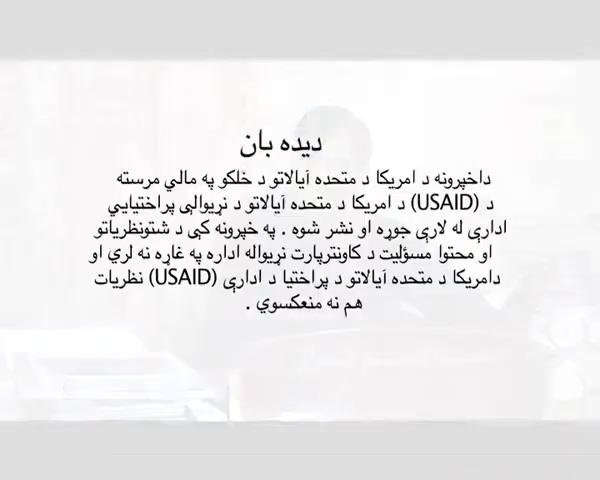 دیده بان
داخپرونه د امریکا د متحده آیالاتو د خلکو په مالي مرسته
د (USAID) د امریکا د متحده آیالاتو د نړیوالې پراختیایي
ادارې له لارې جوړه او نشر شوه . په خپرونه کې د شتونظریاتو
او محتوا مسؤلیت د کاونترپارت نړیواله اداره په غاړه نه لري او
دامریکا د متحده آیالاتو د پراختیا د ادارې (USAID) نظریات
هم نه منعکسوي .